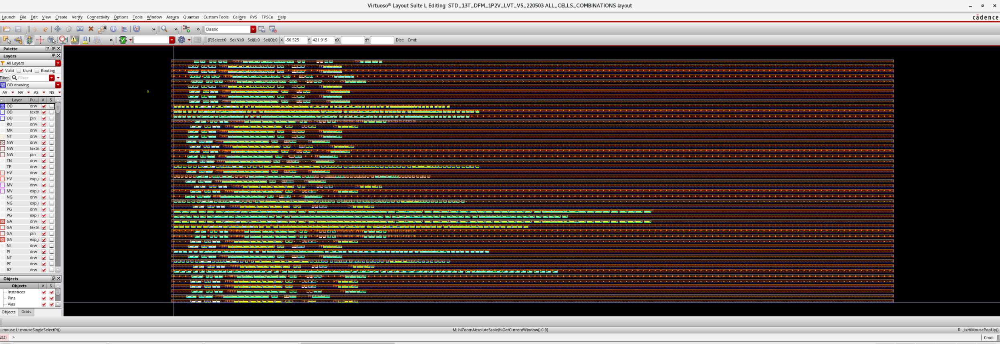 Virtuoso® Layout Suite L Editing: STD_13T_DFM_1P2V_LVT_V5_220503 ALL_CELLS_COMBINATIONS layout
Launch File Edit View Create Verify Connectivity Options Tools Window Assura Quantus Custom Tools Calibre PVS TPSCo Help
cādence
Classic
(F)Select:0 Sel(N):0 Sel(I):0 Sel(O):0 X -50.525 Y 421.915 dX dY Dist: Cmd:
Palette
Layers
All Layers
Valid Used Routing
Filter Filter
OD drawing
AV NV AS NS
Layer Pu... V S
OD drw
OD textn
OD pin
RO drw
MK drw
NT drw
NW drw
NW textn
NW pin
TN drw
TP drw
HV drw
HV exp_r
MV drw
MV exp_r
NG drw
NG exp_r
PG drw
PG exp_r
GA drw
GA textn
GA pin
GA exp_r
NI drw
PI drw
NF drw
PF drw
RZ drw
Objects
Objects V S
Instances
Pins
Vias
Objects Grids
mouse L: mouseSingleSelectPt() M: hiZoomAbsoluteScale(hiGetCurrentWindow() 0.9) R: _lxHiMousePopUp()
2(3) > Cmd: